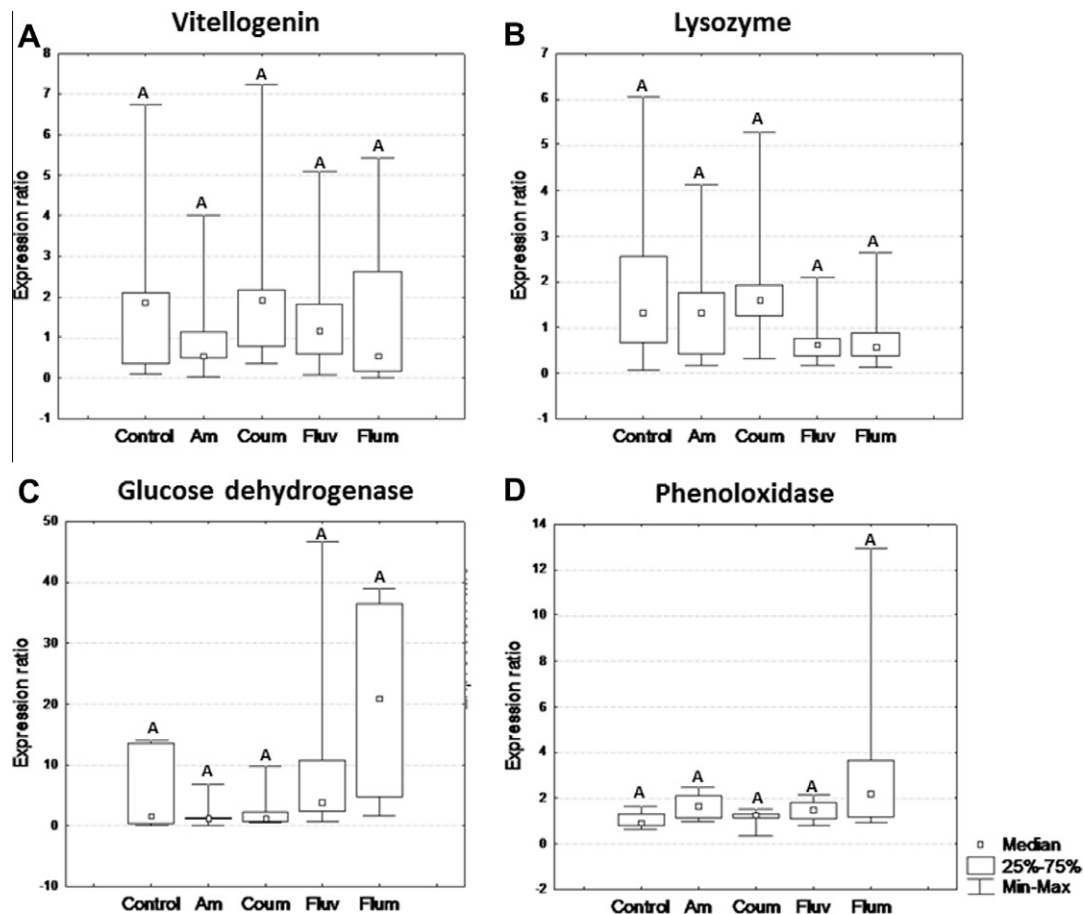 A
Vitellogenin
8
7
6
5
4
3
2
1
0
-1
Expression ratio
A
A
A
A
A
Control Am Coum Fluv Flum
B
Lysozyme
7
6
5
4
3
2
1
0
-1
Expression ratio
A
A
A
A
A
Control Am Coum Fluv Flum
C
Glucose dehydrogenase
50
40
30
20
10
0
-10
Expression ratio
A
A
A
A
A
Control Am Coum Fluv Flum
D
Phenoloxidase
14
12
10
8
6
4
2
0
-2
Expression ratio
A
A
A
A
A
Control Am Coum Fluv Flum
Median
25%-75%
Min-Max